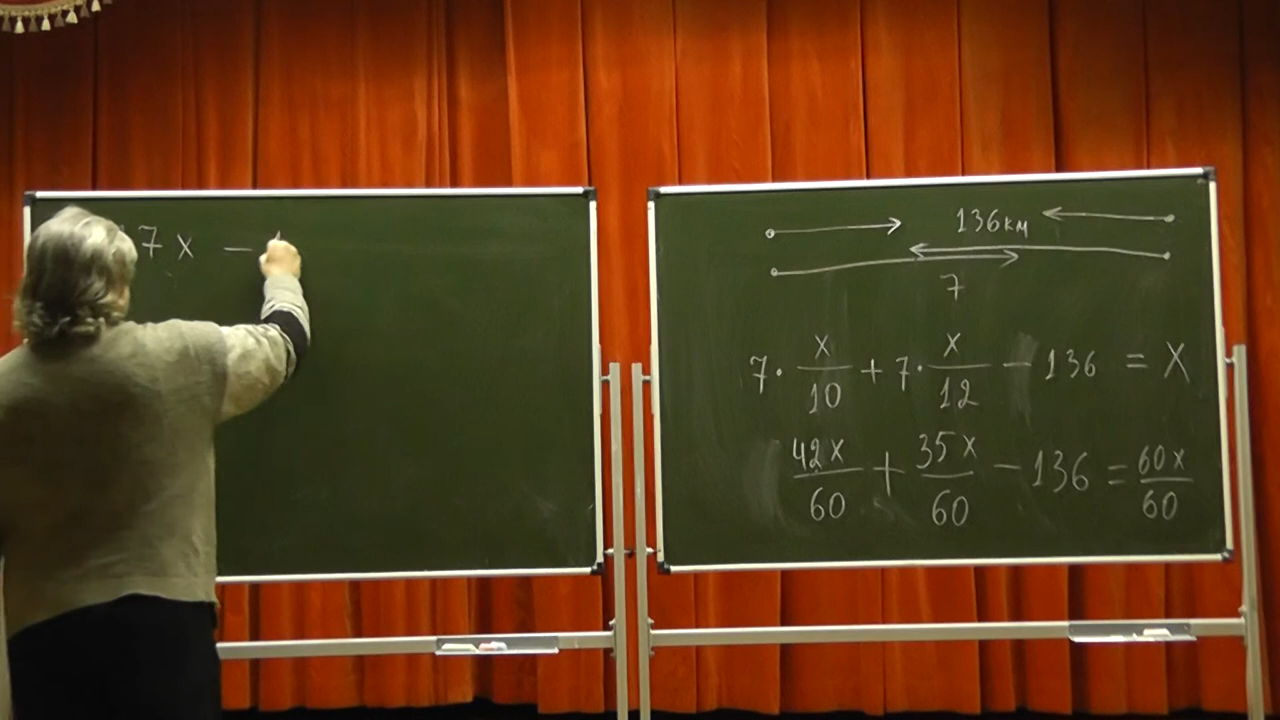 7x −
136км
7
7· x/10 + 7· x/12 − 136 = x
42x/60 + 35x/60 − 136 = 60x/60